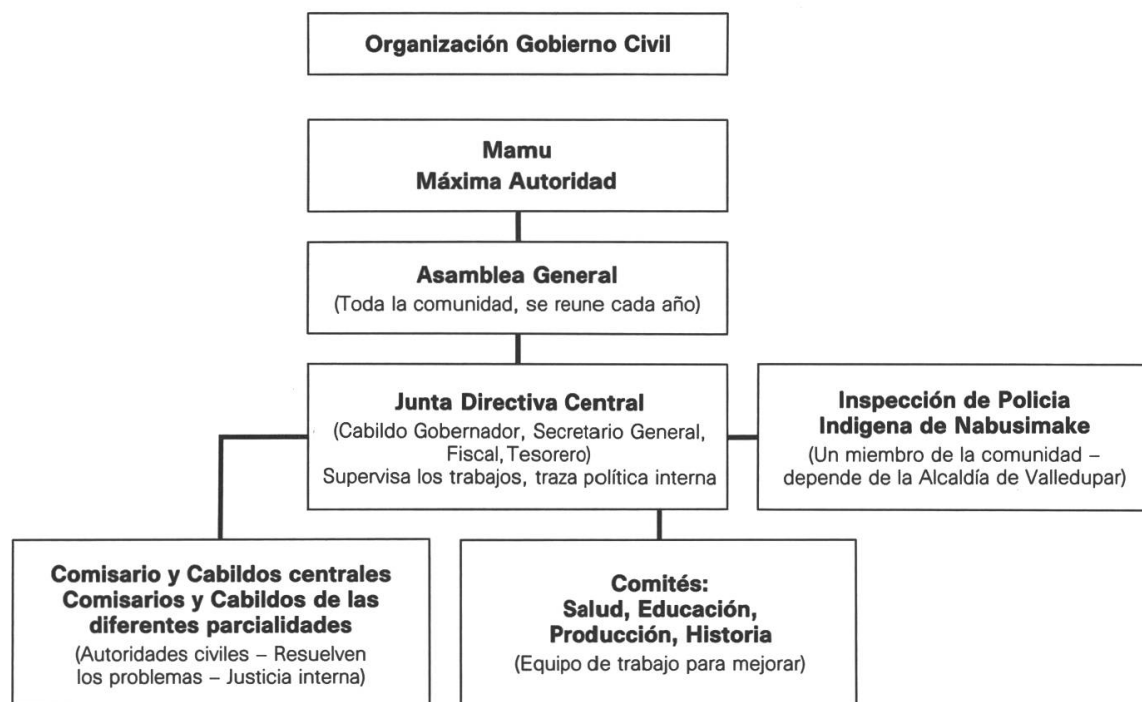 Organización Gobierno Civil
Mamu
Máxima Autoridad
Asamblea General
(Toda la comunidad, se reune cada año)
Junta Directiva Central
(Cabildo Gobernador, Secretario General,
Fiscal, Tesorero)
Supervisa los trabajos, traza política interna
Inspección de Policia
Indigena de Nabusimake
(Un miembro de la comunidad –
depende de la Alcaldía de Valledupar)
Comisario y Cabildos centrales
Comisarios y Cabildos de las
diferentes parcialidades
(Autoridades civiles – Resuelven
los problemas – Justicia interna)
Comités:
Salud, Educación,
Producción, Historia
(Equipo de trabajo para mejorar)